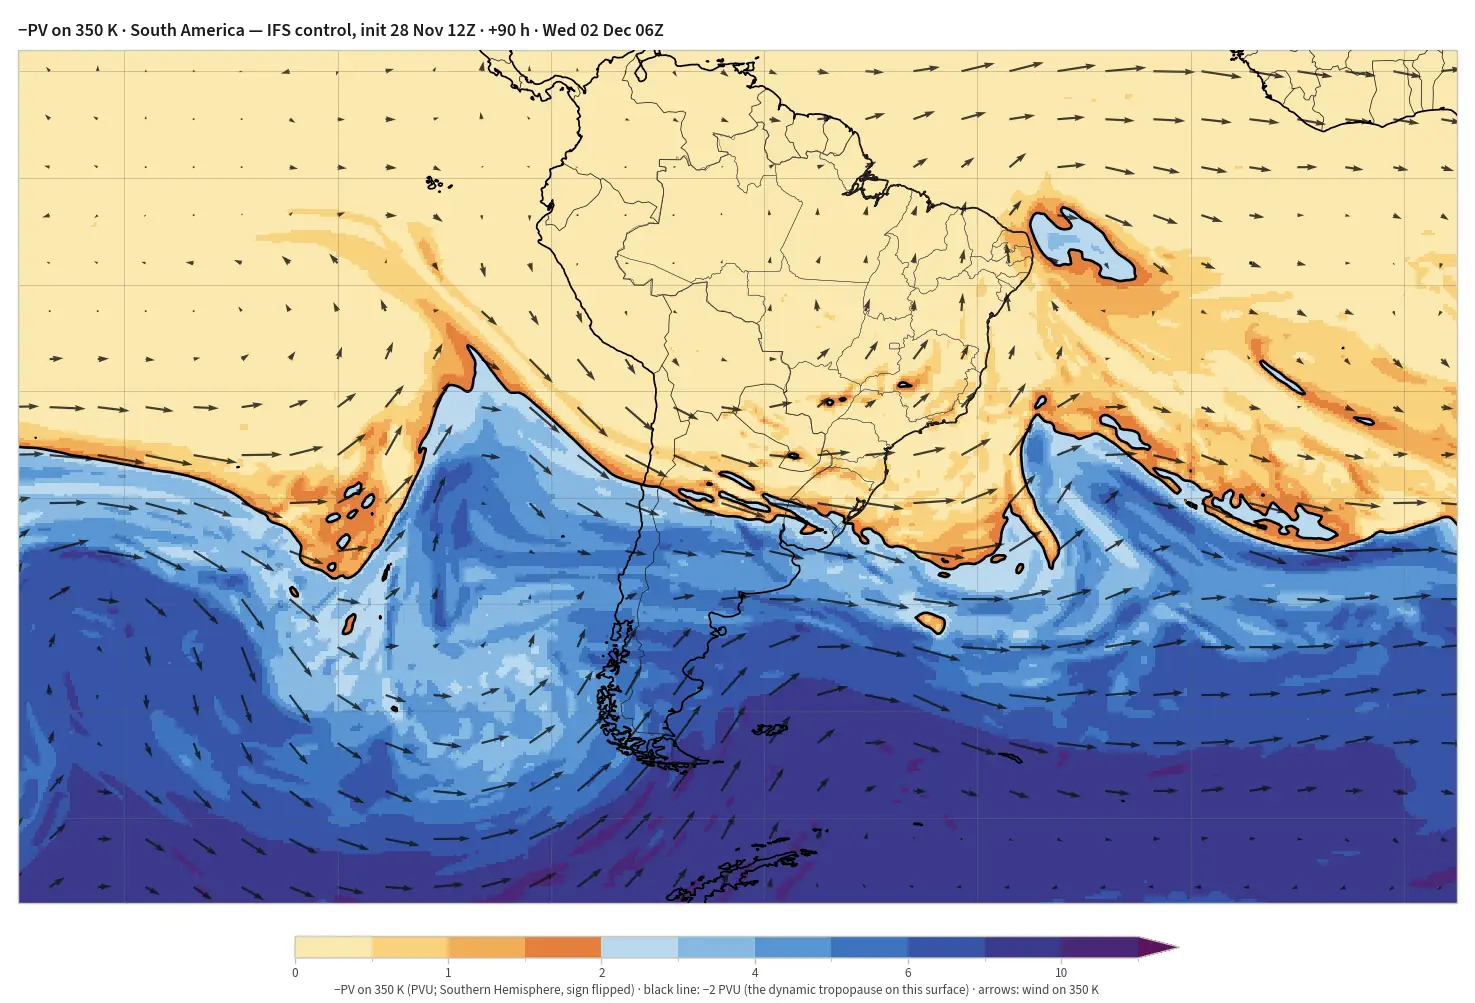 −PV on 350 K · South America — IFS control, init 28 Nov 12Z · +90 h · Wed 02 Dec 06Z
0 1 2 4 6 10
−PV on 350 K (PVU; Southern Hemisphere, sign flipped) · black line: −2 PVU (the dynamic tropopause on this surface) · arrows: wind on 350 K